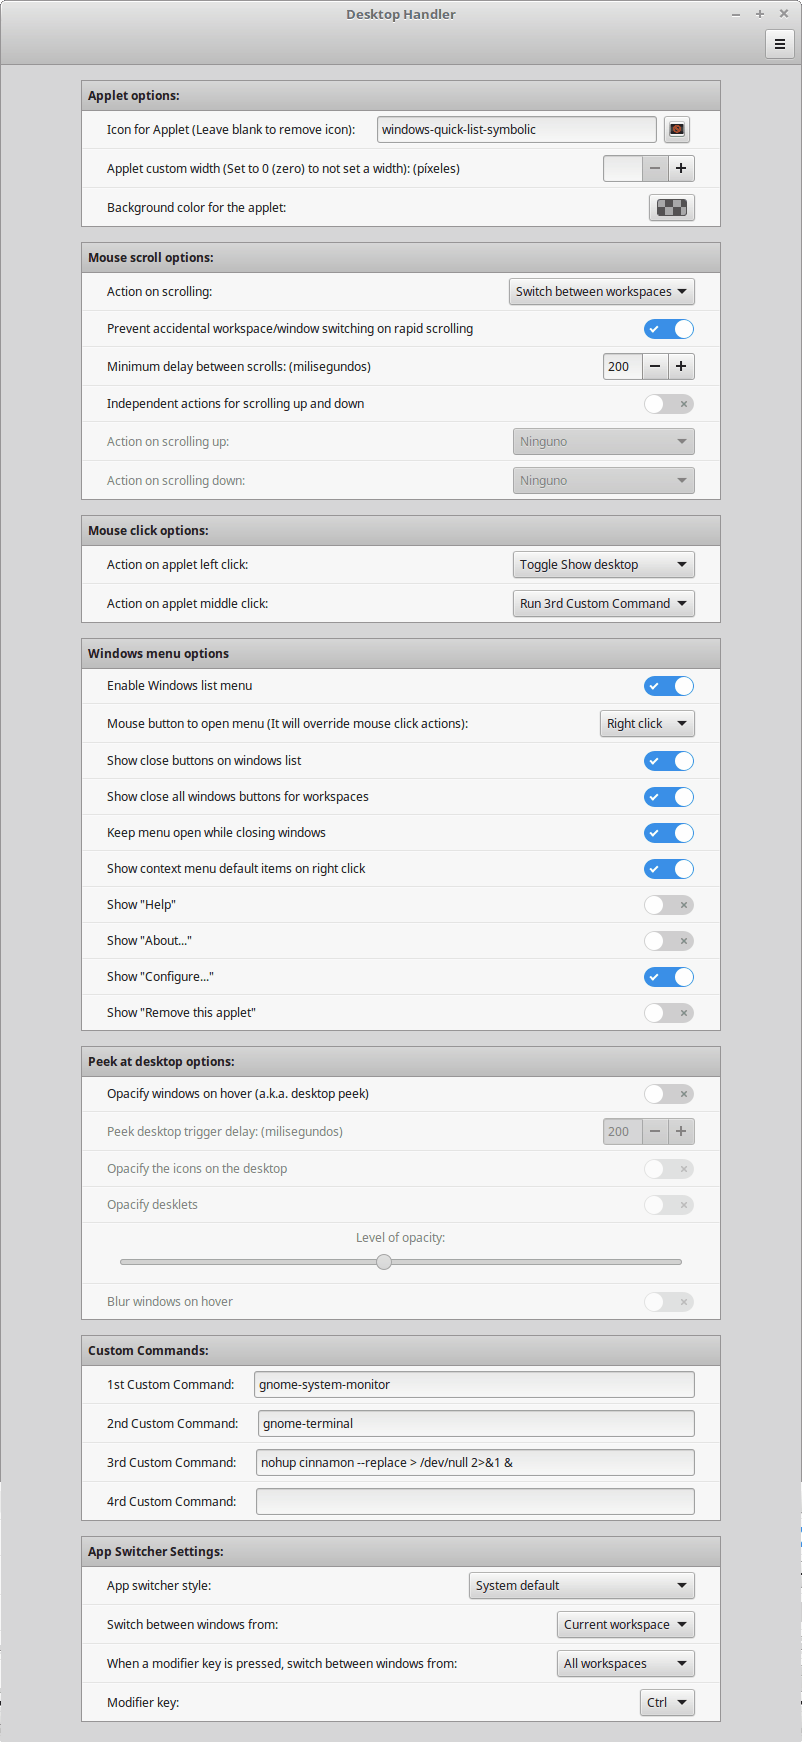 Desktop Handler
Applet options:
Icon for Applet (Leave blank to remove icon): windows-quick-list-symbolic
Applet custom width (Set to 0 (zero) to not set a width): (píxeles)
Background color for the applet:
Mouse scroll options:
Action on scrolling: Switch between workspaces
Prevent accidental workspace/window switching on rapid scrolling
Minimum delay between scrolls: (milisegundos) 200
Independent actions for scrolling up and down
Action on scrolling up: Ninguno
Action on scrolling down: Ninguno
Mouse click options:
Action on applet left click: Toggle Show desktop
Action on applet middle click: Run 3rd Custom Command
Windows menu options
Enable Windows list menu
Mouse button to open menu (It will override mouse click actions): Right click
Show close buttons on windows list
Show close all windows buttons for workspaces
Keep menu open while closing windows
Show context menu default items on right click
Show "Help"
Show "About..."
Show "Configure..."
Show "Remove this applet"
Peek at desktop options:
Opacify windows on hover (a.k.a. desktop peek)
Peek desktop trigger delay: (milisegundos) 200
Opacify the icons on the desktop
Opacify desklets
Level of opacity:
Blur windows on hover
Custom Commands:
1st Custom Command: gnome-system-monitor
2nd Custom Command: gnome-terminal
3rd Custom Command: nohup cinnamon --replace > /dev/null 2>&1 &
4rd Custom Command:
App Switcher Settings:
App switcher style: System default
Switch between windows from: Current workspace
When a modifier key is pressed, switch between windows from: All workspaces
Modifier key: Ctrl